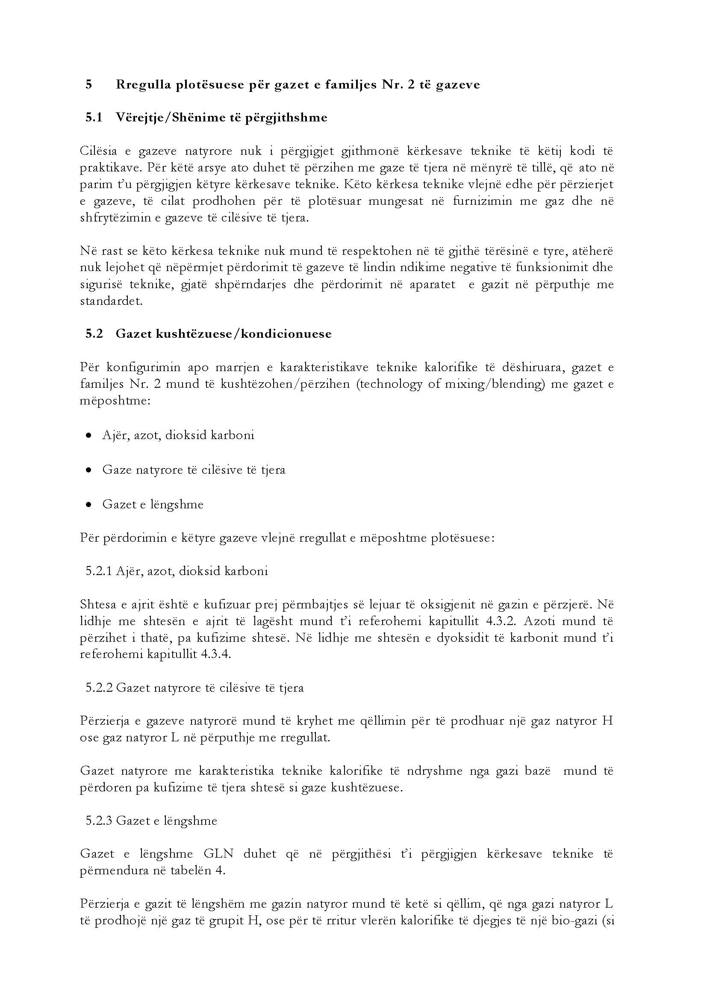 5 Rregulla plotësuese për gazet e familjes Nr. 2 të gazeve
5.1 Vërejtje/Shënime të përgjithshme
Cilësia e gazeve natyrore nuk i përgjigjet gjithmonë kërkesave teknike të këtij kodi të
praktikave. Për këtë arsye ato duhet të përzihen me gaze të tjera në mënyrë të tillë, që ato në
parim t’u përgjigjen këtyre kërkesave teknike. Këto kërkesa teknike vlejnë edhe për përzierjet
e gazeve, të cilat prodhohen për të plotësuar mungesat në furnizimin me gaz dhe në
shfrytëzimin e gazeve të cilësive të tjera.
Në rast se këto kërkesa teknike nuk mund të respektohen në të gjithë tërësinë e tyre, atëherë
nuk lejohet që nëpërmjet përdorimit të gazeve të lindin ndikime negative të funksionimit dhe
sigurisë teknike, gjatë shpërndarjes dhe përdorimit në aparatet e gazit në përputhje me
standardet.
5.2 Gazet kushtëzuese/kondicionuese
Për konfigurimin apo marrjen e karakteristikave teknike kalorifike të dëshiruara, gazet e
familjes Nr. 2 mund të kushtëzohen/përzihen (technology of mixing/blending) me gazet e
mëposhtme:
• Ajër, azot, dioksid karboni
• Gaze natyrore të cilësive të tjera
• Gazet e lëngshme
Për përdorimin e këtyre gazeve vlejnë rregullat e mëposhtme plotësuese:
5.2.1 Ajër, azot, dioksid karboni
Shtesa e ajrit është e kufizuar prej përmbajtjes së lejuar të oksigjenit në gazin e përzjerë. Në
lidhje me shtesën e ajrit të lagësht mund t’i referohemi kapitullit 4.3.2. Azoti mund të
përzihet i thatë, pa kufizime shtesë. Në lidhje me shtesën e dyoksidit të karbonit mund t’i
referohemi kapitullit 4.3.4.
5.2.2 Gazet natyrore të cilësive të tjera
Përzierja e gazeve natyrorë mund të kryhet me qëllimin për të prodhuar një gaz natyror H
ose gaz natyror L në përputhje me rregullat.
Gazet natyrore me karakteristika teknike kalorifike të ndryshme nga gazi bazë mund të
përdoren pa kufizime të tjera shtesë si gaze kushtëzuese.
5.2.3 Gazet e lëngshme
Gazet e lëngshme GLN duhet që në përgjithësi t’i përgjigjen kërkesave teknike të
përmendura në tabelën 4.
Përzierja e gazit të lëngshëm me gazin natyror mund të ketë si qëllim, që nga gazi natyror L
të prodhojë një gaz të grupit H, ose për të rritur vlerën kalorifike të djegjes të një bio-gazi (si